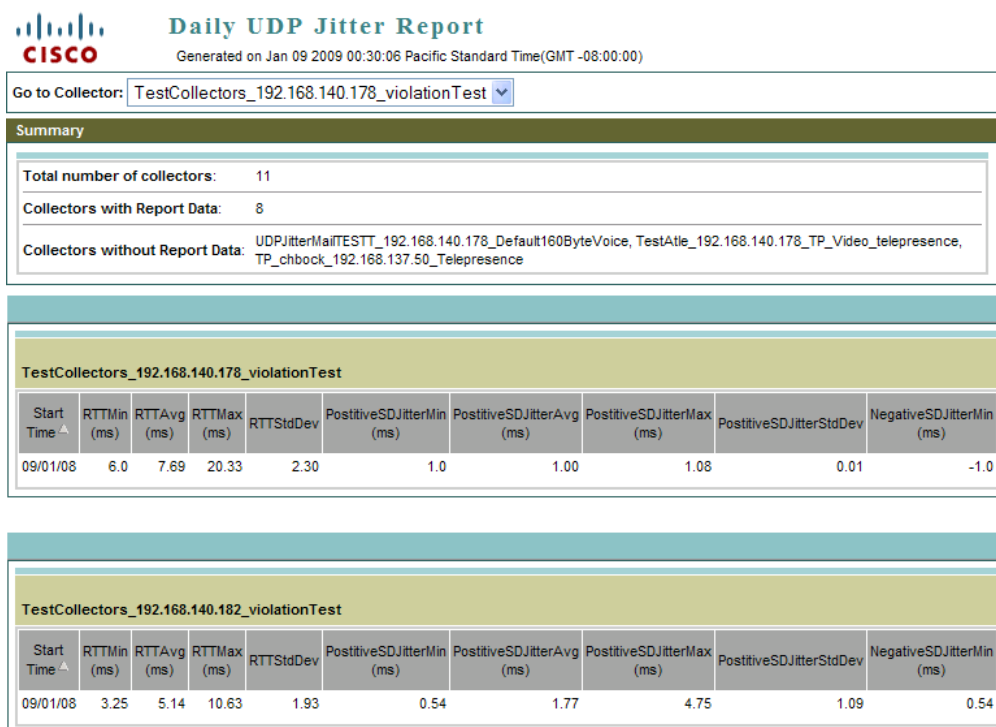 CISCO
Daily UDP Jitter Report
Generated on Jan 09 2009 00:30:06 Pacific Standard Time(GMT -08:00:00)
Go to Collector: TestCollectors_192.168.140.178_violationTest
Summary
Total number of collectors: 11
Collectors with Report Data: 8
Collectors without Report Data: UDPJitterMailTESTT_192.168.140.178_Default160ByteVoice, TestAtle_192.168.140.178_TP_Video_telepresence,
TP_chbock_192.168.137.50_Telepresence
TestCollectors_192.168.140.178_violationTest
Start Time RTTMin (ms) RTTAvg (ms) RTTMax (ms) RTTStdDev PostitiveSDJitterMin (ms) PostitiveSDJitterAvg (ms) PostitiveSDJitterMax (ms) PostitiveSDJitterStdDev NegativeSDJitterMin (ms)
09/01/08 6.0 7.69 20.33 2.30 1.0 1.00 1.08 0.01 -1.0
TestCollectors_192.168.140.182_violationTest
Start Time RTTMin (ms) RTTAvg (ms) RTTMax (ms) RTTStdDev PostitiveSDJitterMin (ms) PostitiveSDJitterAvg (ms) PostitiveSDJitterMax (ms) PostitiveSDJitterStdDev NegativeSDJitterMin (ms)
09/01/08 3.25 5.14 10.63 1.93 0.54 1.77 4.75 1.09 0.54